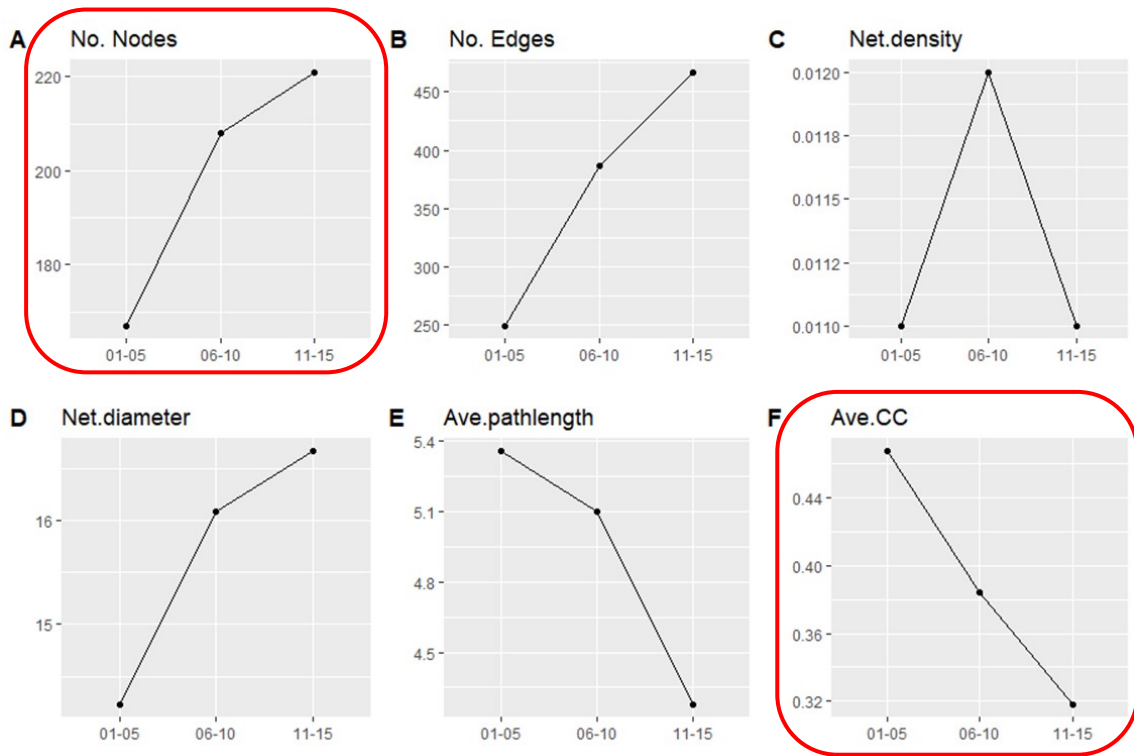 A No. Nodes
220
200
180
01-05 06-10 11-15
B No. Edges
450
400
350
300
250
01-05 06-10 11-15
C Net.density
0.0120
0.0118
0.0115
0.0112
0.0110
01-05 06-10 11-15
D Net.diameter
16
15
01-05 06-10 11-15
E Ave.pathlength
5.4
5.1
4.8
4.5
01-05 06-10 11-15
F Ave.CC
0.44
0.40
0.36
0.32
01-05 06-10 11-15